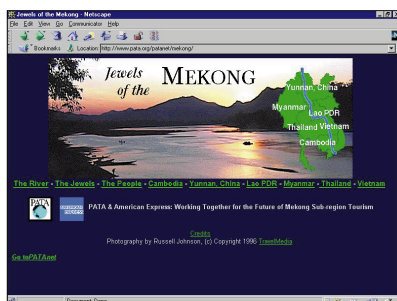 Jewels of the Mekong - Netscape
File Edit View Go Communicator Help
Bookmarks Location: http://www.pata.org/patanet/mekong/
Jewels of the MEKONG
Yunnan, China
Myanmar Lao PDR
Thailand Vietnam
Cambodia
The River • The Jewels • The People • Cambodia • Yunnan, China • Lao PDR • Myanmar • Thailand • Vietnam
PATA
PATA & American Express: Working Together for the Future of Mekong Sub-region Tourism
Credits
Photography by Russell Johnson, (c) Copyright 1996 TravelMedia
Go to PATAnet
Document: Done